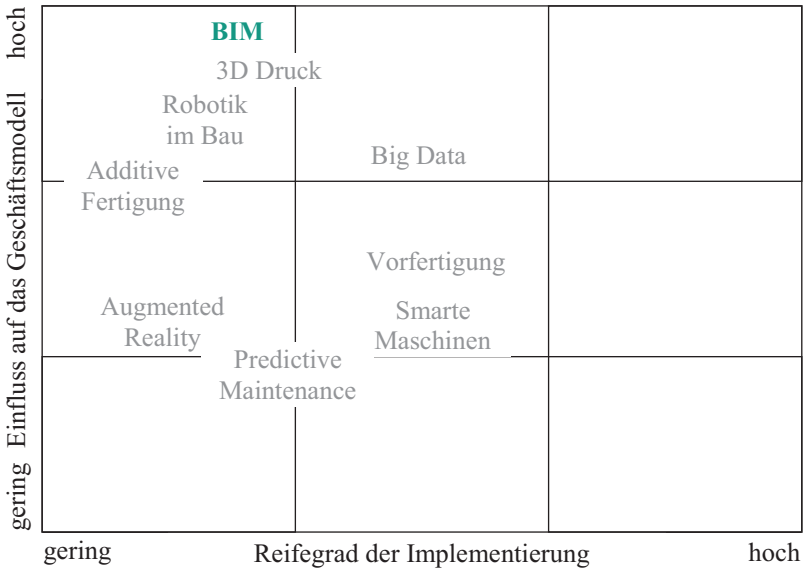 hoch
Einfluss auf das Geschäftsmodell
gering
BIM
3D Druck
Robotik
im Bau
Big Data
Additive
Fertigung
Vorfertigung
Augmented
Reality
Smarte
Maschinen
Predictive
Maintenance
gering
Reifegrad der Implementierung
hoch